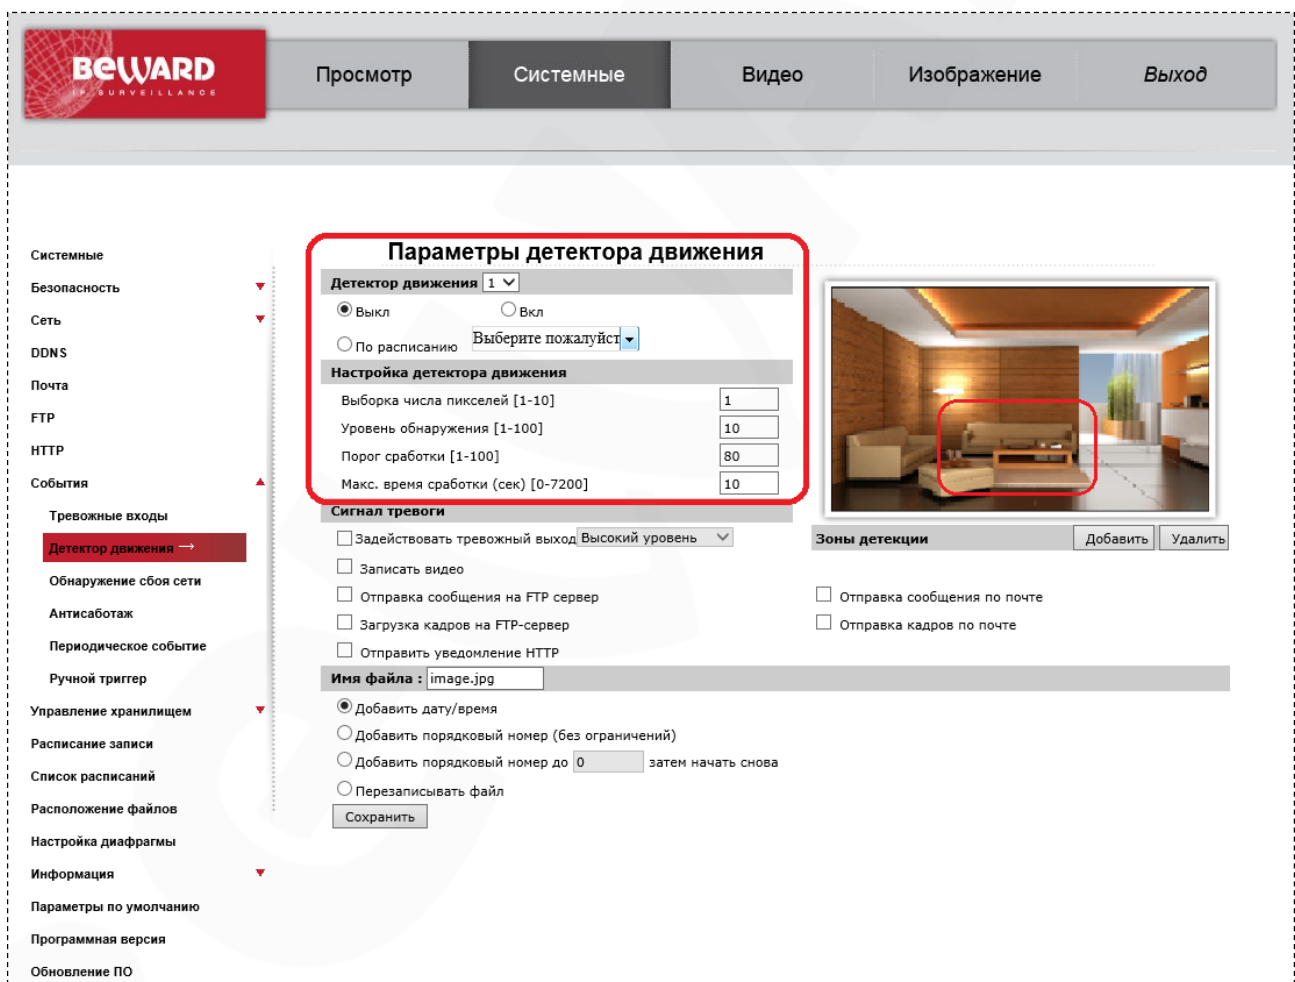 BEWARD
IP SURVEILLANCE
Просмотр
Системные
Видео
Изображение
Выход
Системные
Безопасность
Сеть
DDNS
Почта
FTP
HTTP
События
Тревожные входы
Детектор движения →
Обнаружение сбоя сети
Антисаботаж
Периодическое событие
Ручной триггер
Управление хранилищем
Расписание записи
Список расписаний
Расположение файлов
Настройка диафрагмы
Информация
Параметры по умолчанию
Программная версия
Обновление ПО
Параметры детектора движения
Детектор движения 1
Выкл Вкл
По расписанию Выберите пожалуйст
Настройка детектора движения
Выборка числа пикселей [1-10] 1
Уровень обнаружения [1-100] 10
Порог сработки [1-100] 80
Макс. время сработки (сек) [0-7200] 10
Сигнал тревоги
Задействовать тревожный выход Высокий уровень
Зоны детекции Добавить Удалить
Записать видео
Отправка сообщения на FTP сервер Отправка сообщения по почте
Загрузка кадров на FTP-сервер Отправка кадров по почте
Отправить уведомление HTTP
Имя файла : image.jpg
Добавить дату/время
Добавить порядковый номер (без ограничений)
Добавить порядковый номер до 0 затем начать снова
Перезаписывать файл
Сохранить